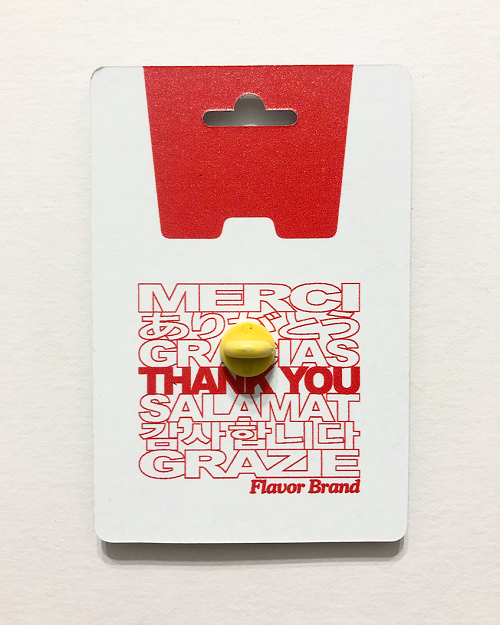 MERCI
ありがとう
GRACIAS
THANK YOU
SALAMAT
감사합니다
GRAZIE
Flavor Brand